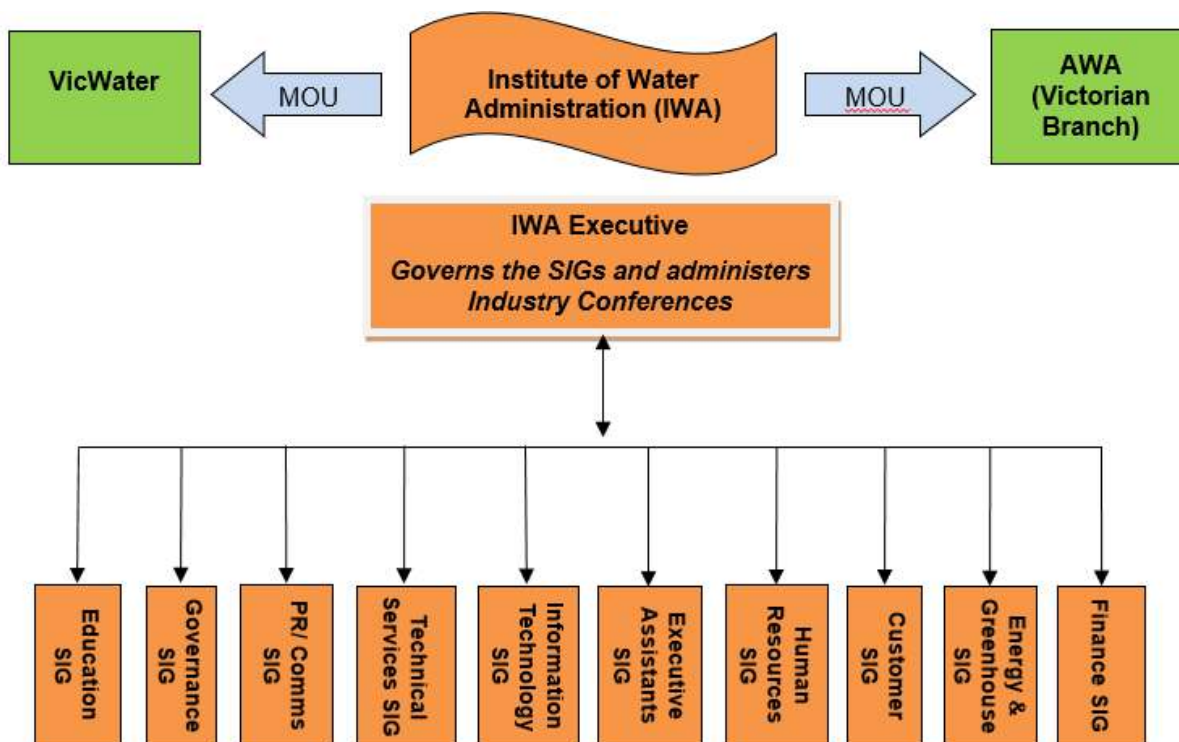 VicWater
MOU
Institute of Water
Administration (IWA)
MOU
AWA
(Victorian
Branch)
IWA Executive
Governs the SIGs and administers
Industry Conferences
Education
SIG
Governance
SIG
PR/ Comms
SIG
Technical
Services SIG
Information
Technology
SIG
Executive
Assistants
SIG
Human
Resources
SIG
Customer
SIG
Energy &
Greenhouse
SIG
Finance SIG